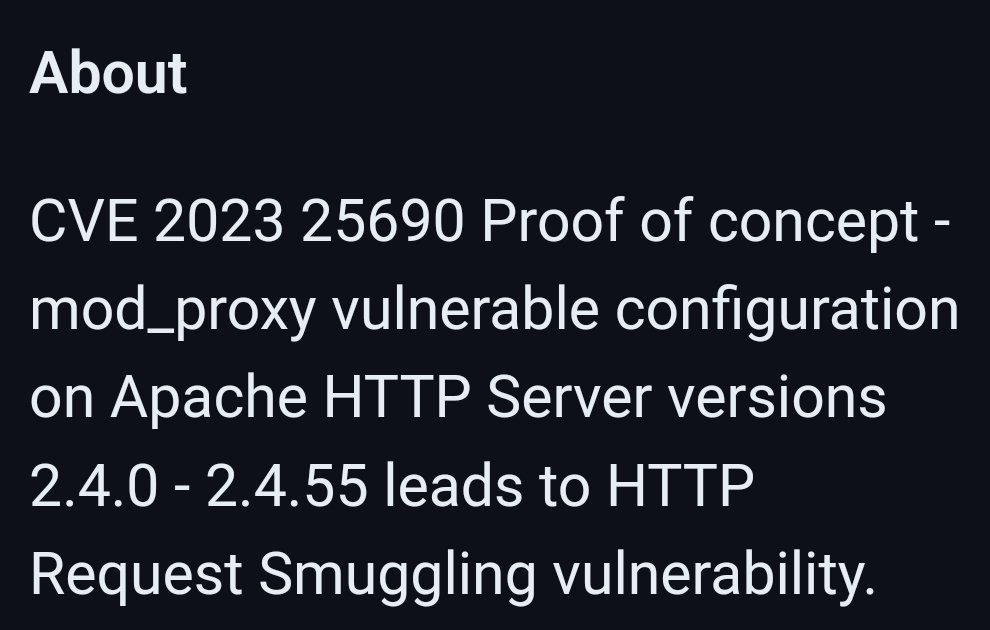 About
CVE 2023 25690 Proof of concept -
mod_proxy vulnerable configuration
on Apache HTTP Server versions
2.4.0 - 2.4.55 leads to HTTP
Request Smuggling vulnerability.